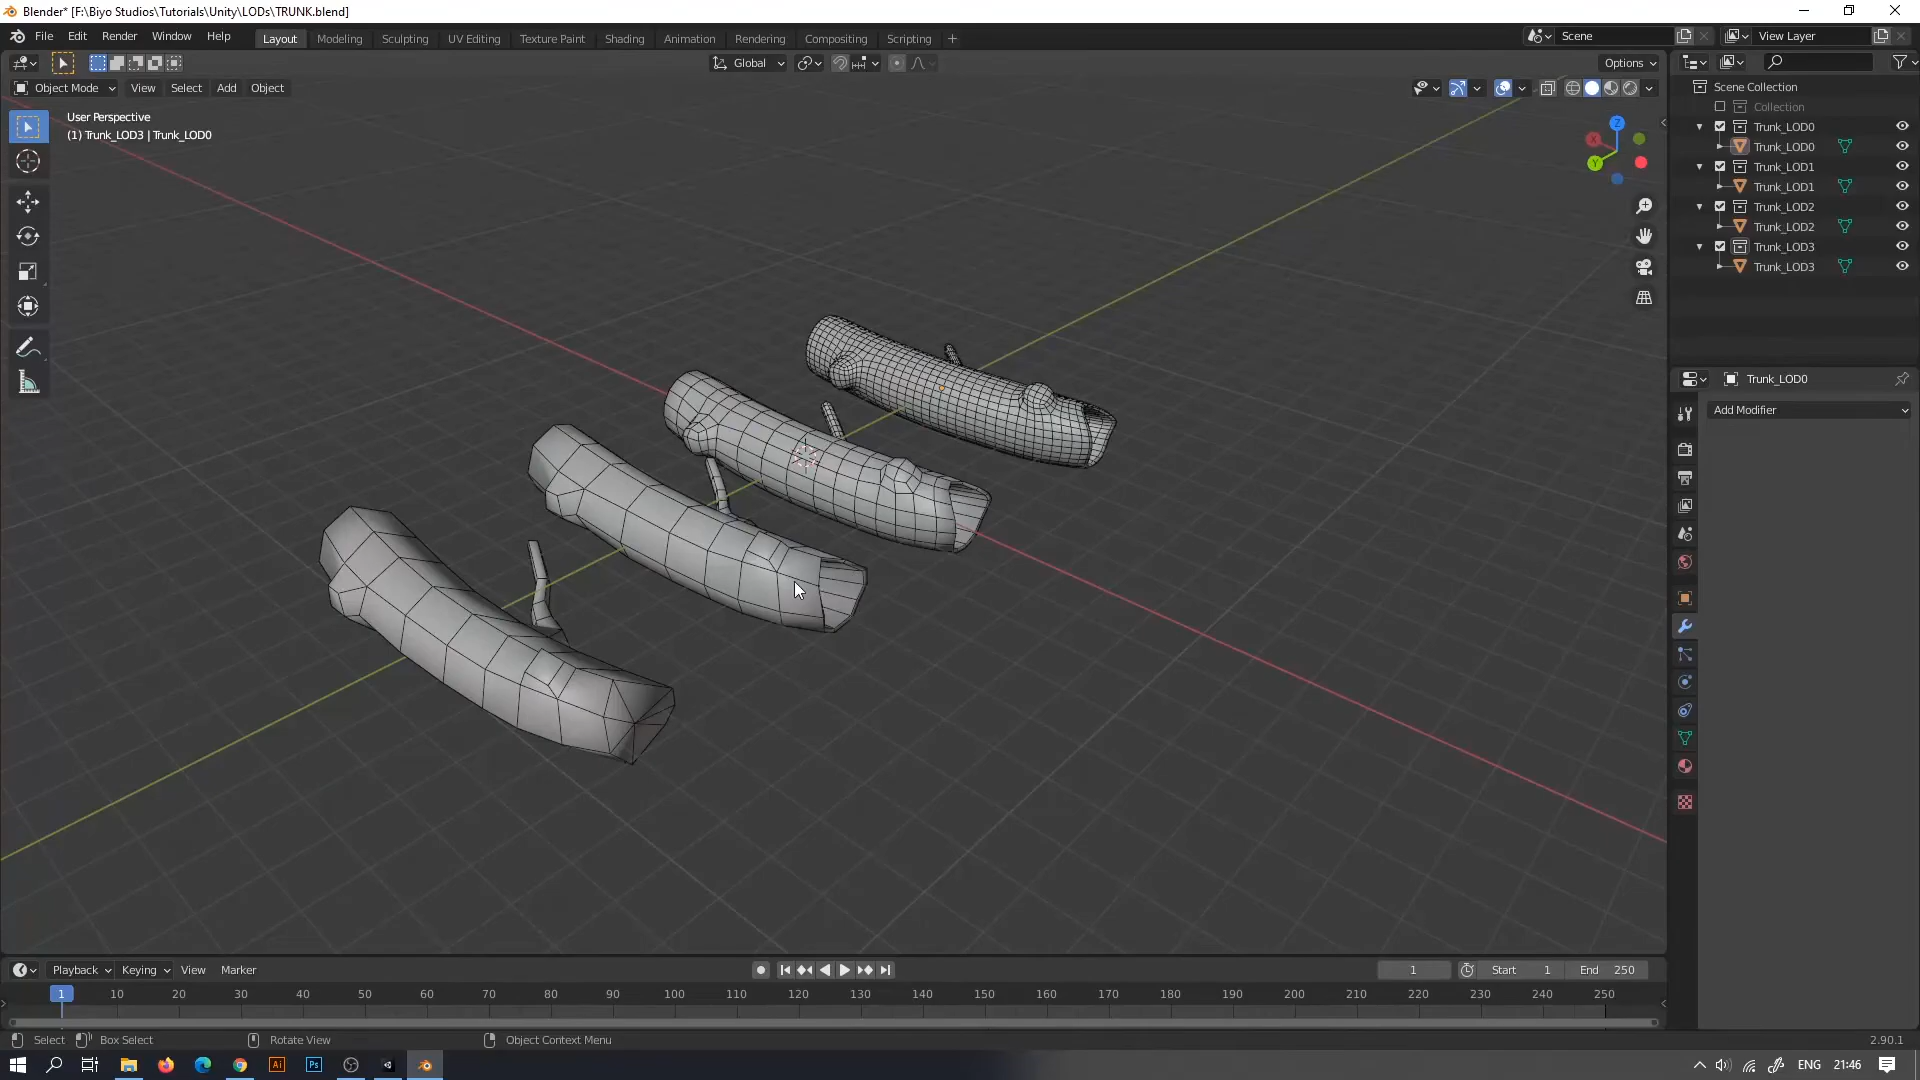 Blender* [F:\Biyo Studios\Tutorials\Unity\LODs\TRUNK.blend]
File Edit Render Window Help Layout Modeling Sculpting UV Editing Texture Paint Shading Animation Rendering Compositing Scripting Scene View Layer
Global Options
Object Mode View Select Add Object
User Perspective
(1) Trunk_LOD3 | Trunk_LOD0
X Y Z
Scene Collection
Collection
Trunk_LOD0
Trunk_LOD0
Trunk_LOD1
Trunk_LOD1
Trunk_LOD2
Trunk_LOD2
Trunk_LOD3
Trunk_LOD3
Trunk_LOD0
Add Modifier
Playback Keying View Marker 1 Start 1 End 250
1 10 20 30 40 50 60 70 80 90 100 110 120 130 140 150 160 170 180 190 200 210 220 230 240 250
Select Box Select Rotate View Object Context Menu 2.90.1
Ai Ps ENG 21:46